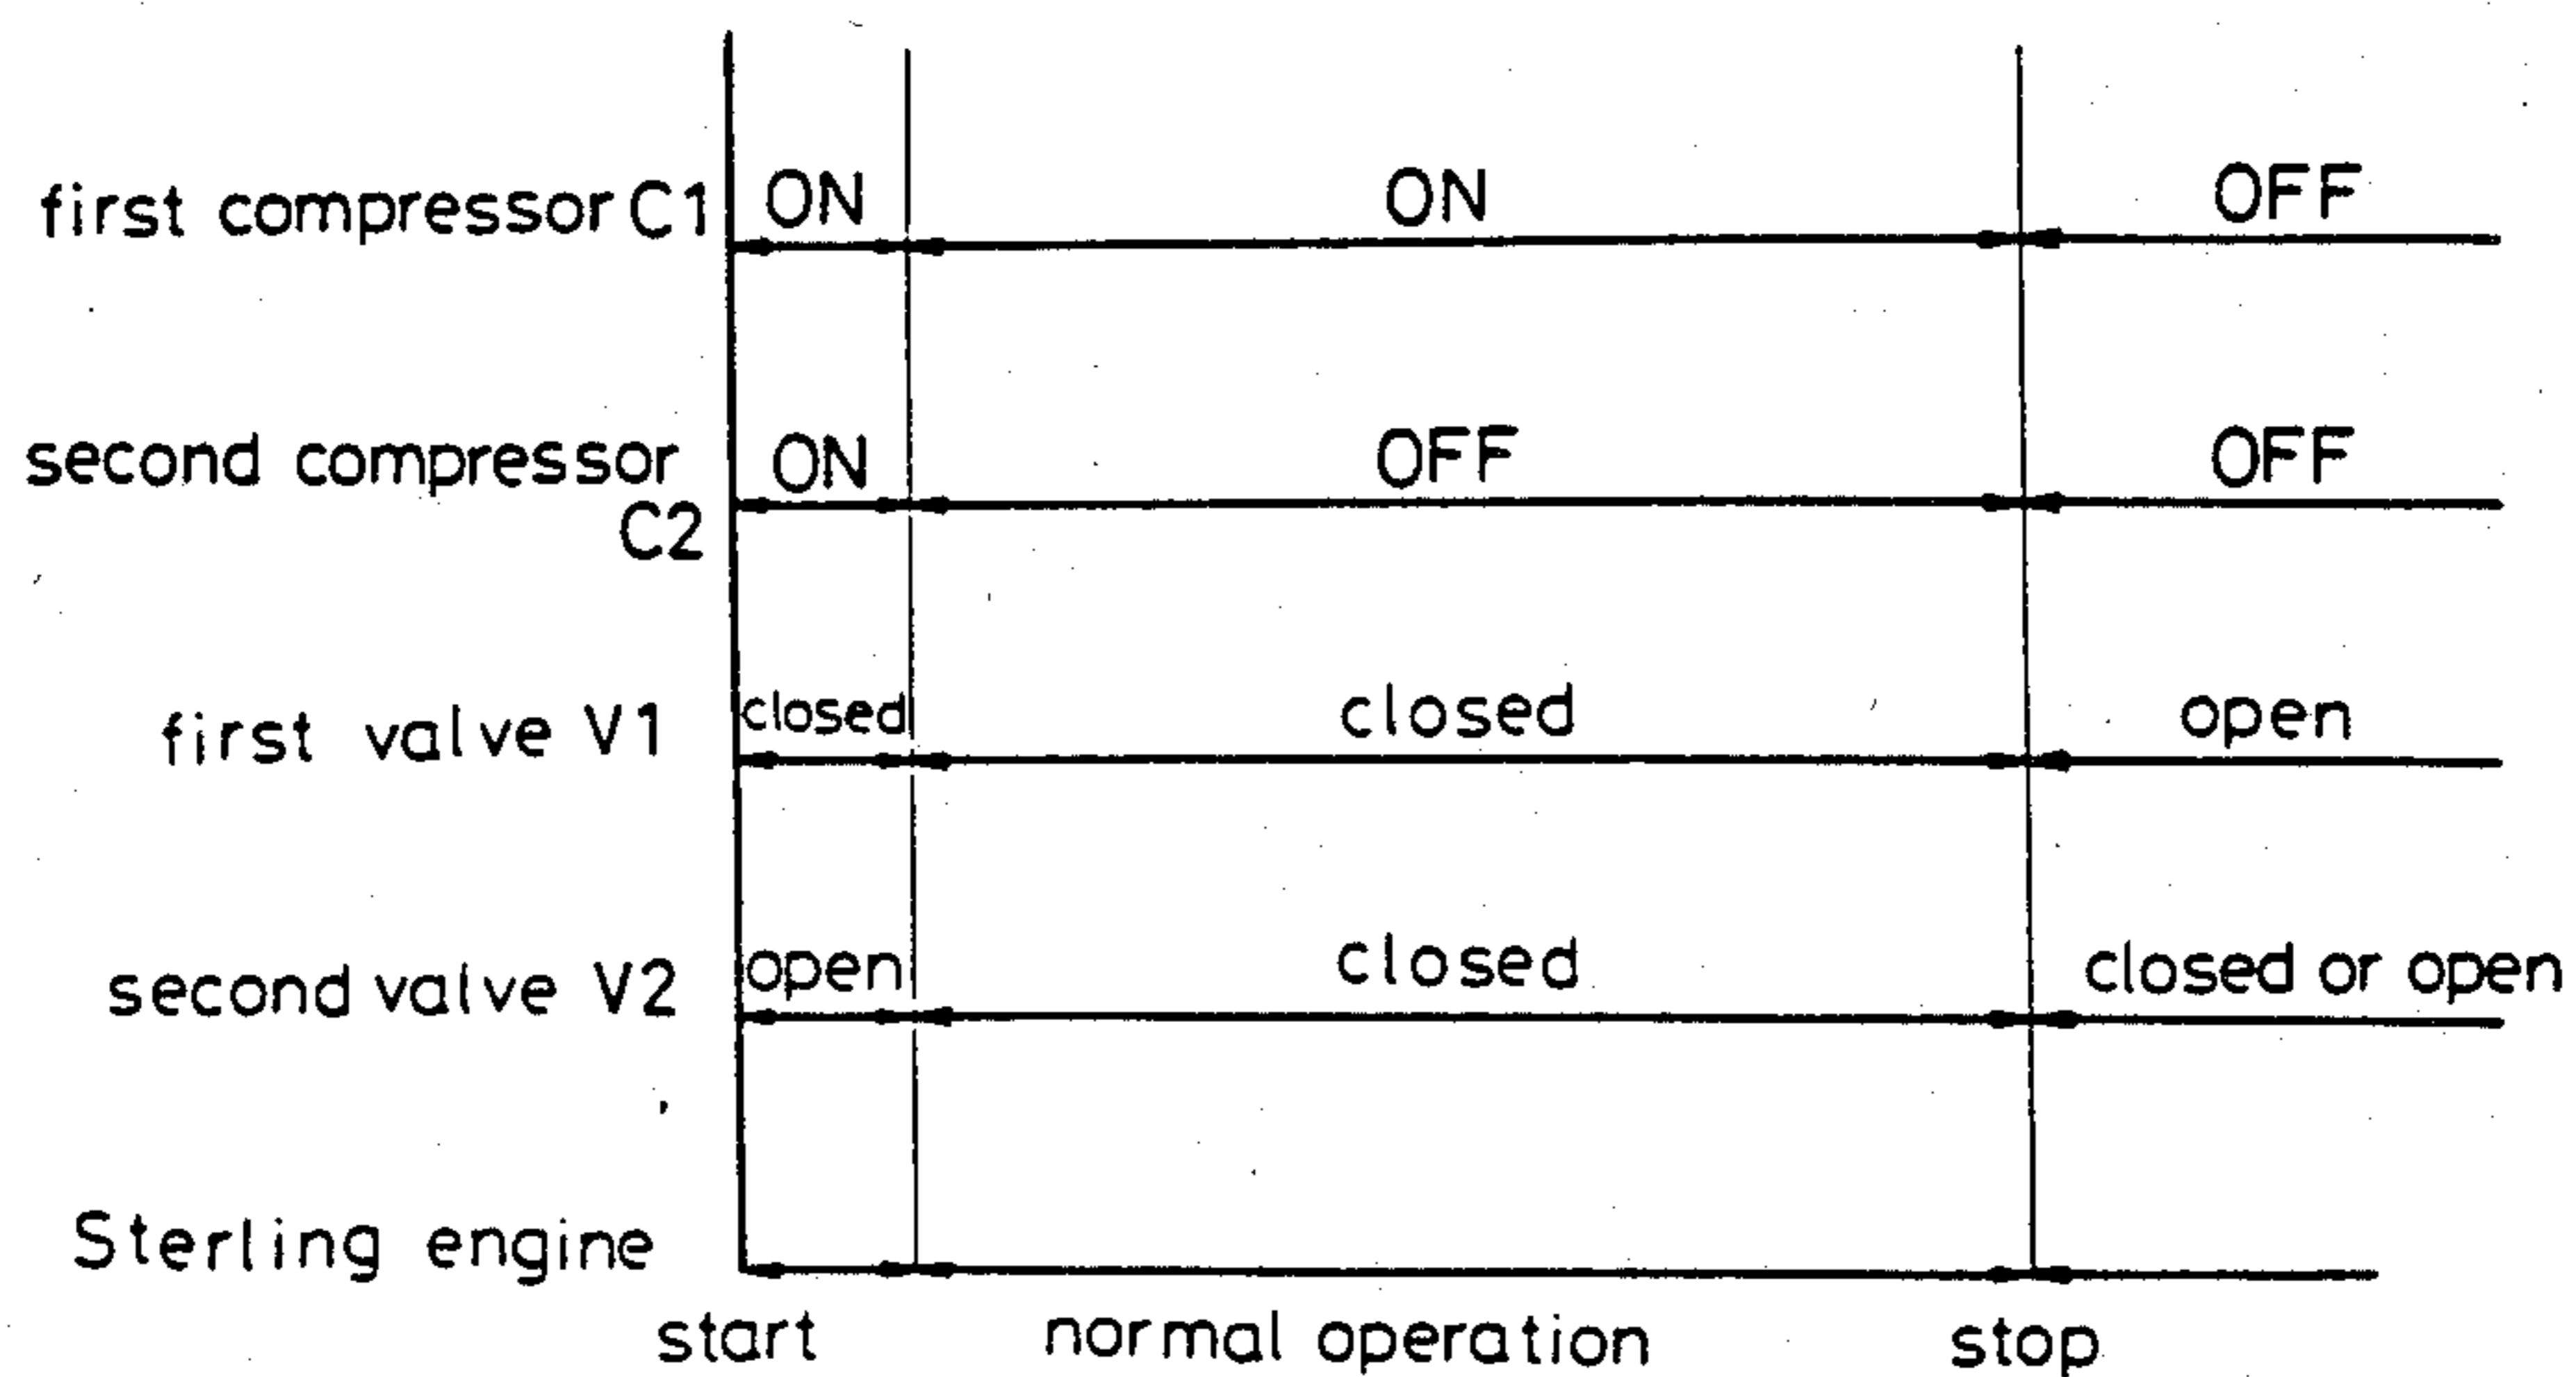 first compressor C1 ON ON OFF
second compressor ON OFF OFF
C2
first valve V1 closed closed open
second valve V2 open closed closed or open
Sterling engine
start normal operation stop